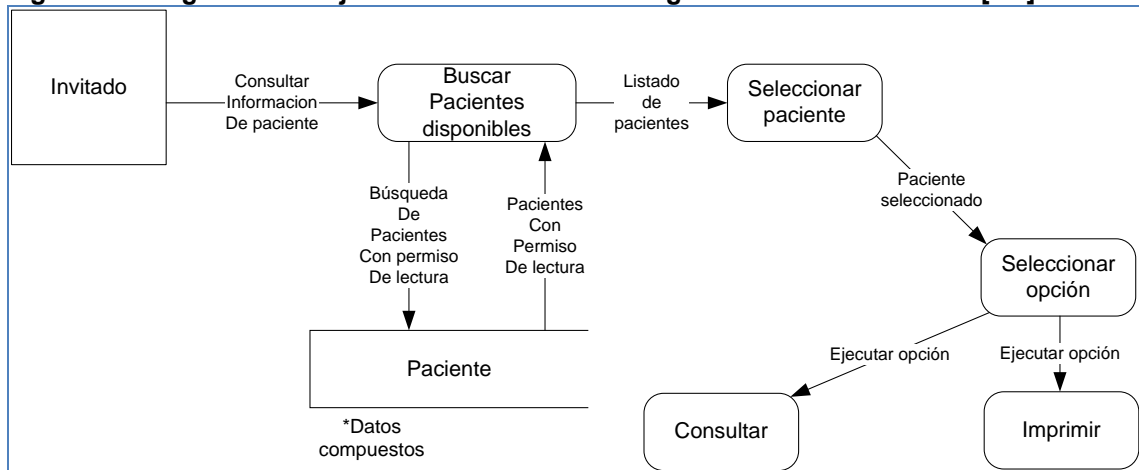 Invitado
Consultar
Informacion
De paciente
Buscar
Pacientes
disponibles
Listado
de
pacientes
Seleccionar
paciente
Búsqueda
De
Pacientes
Con permiso
De lectura
Pacientes
Con
Permiso
De lectura
Paciente
seleccionado
Seleccionar
opción
Paciente
*Datos
compuestos
Ejecutar opción
Ejecutar opción
Consultar
Imprimir